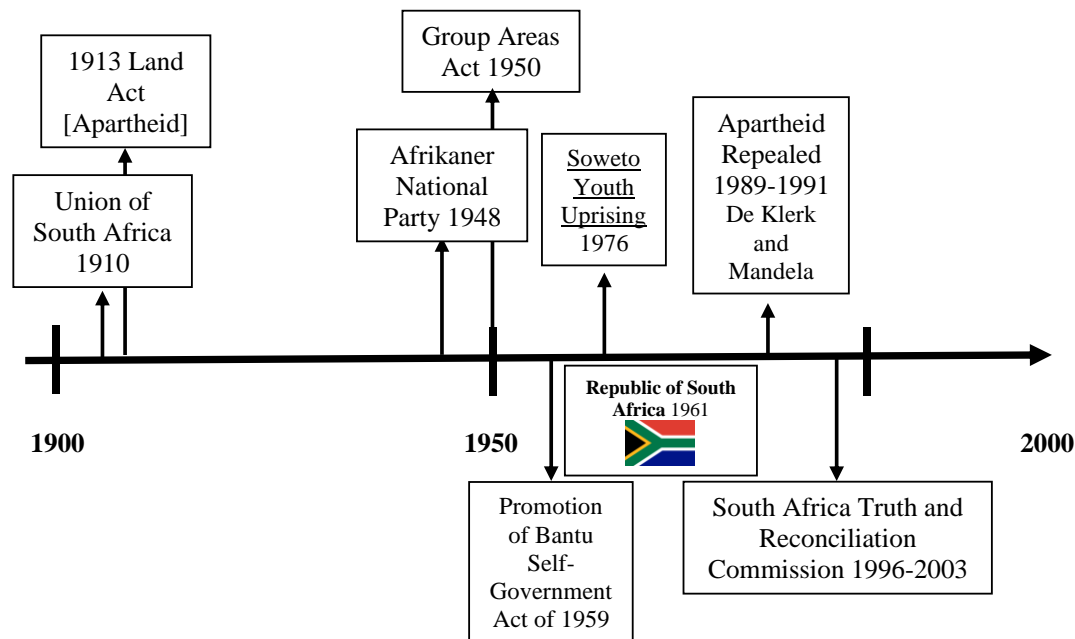 1913 Land
Act
[Apartheid]
Union of
South Africa
1910
Group Areas
Act 1950
Afrikaner
National
Party 1948
Soweto
Youth
Uprising
1976
Apartheid
Repealed
1989-1991
De Klerk
and
Mandela
Republic of South
Africa 1961
1900
1950
2000
Promotion
of Bantu
Self-
Government
Act of 1959
South Africa Truth and
Reconciliation
Commission 1996-2003